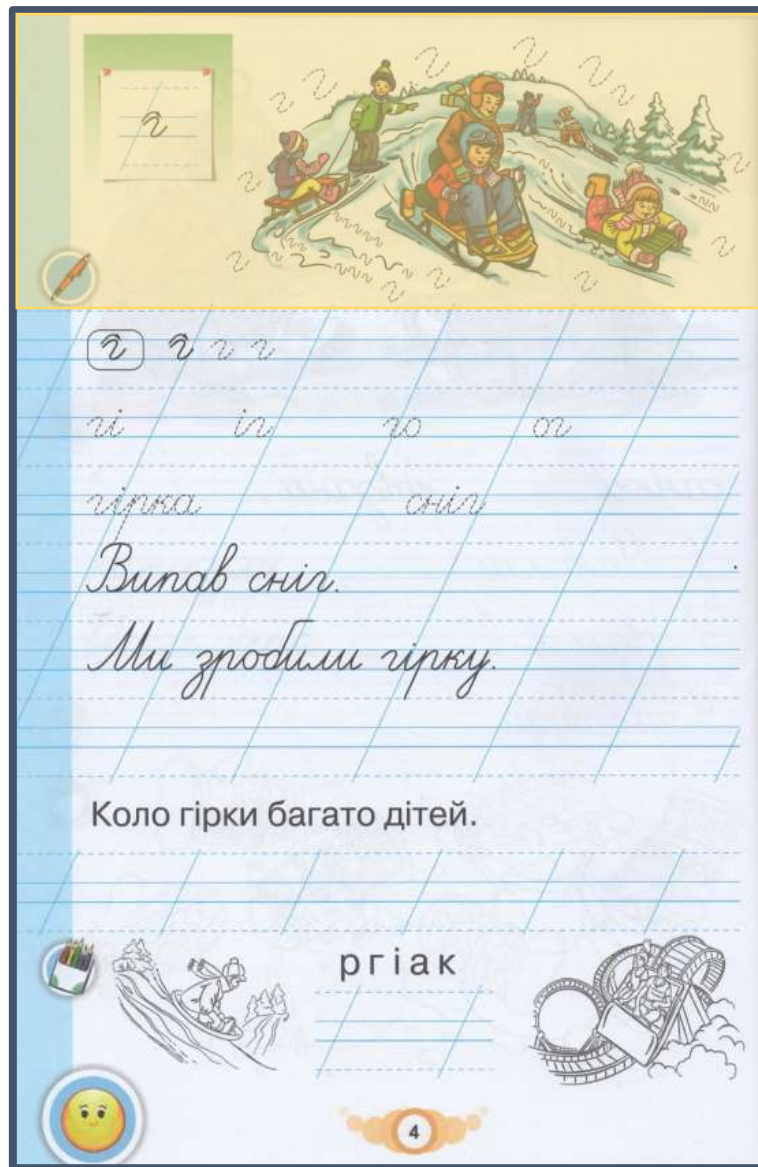 г
г г г г
гі іг го ог
гірка сніг
Випав сніг.
Ми зробили гірку.
Коло гірки багато дітей.
ргіак
4